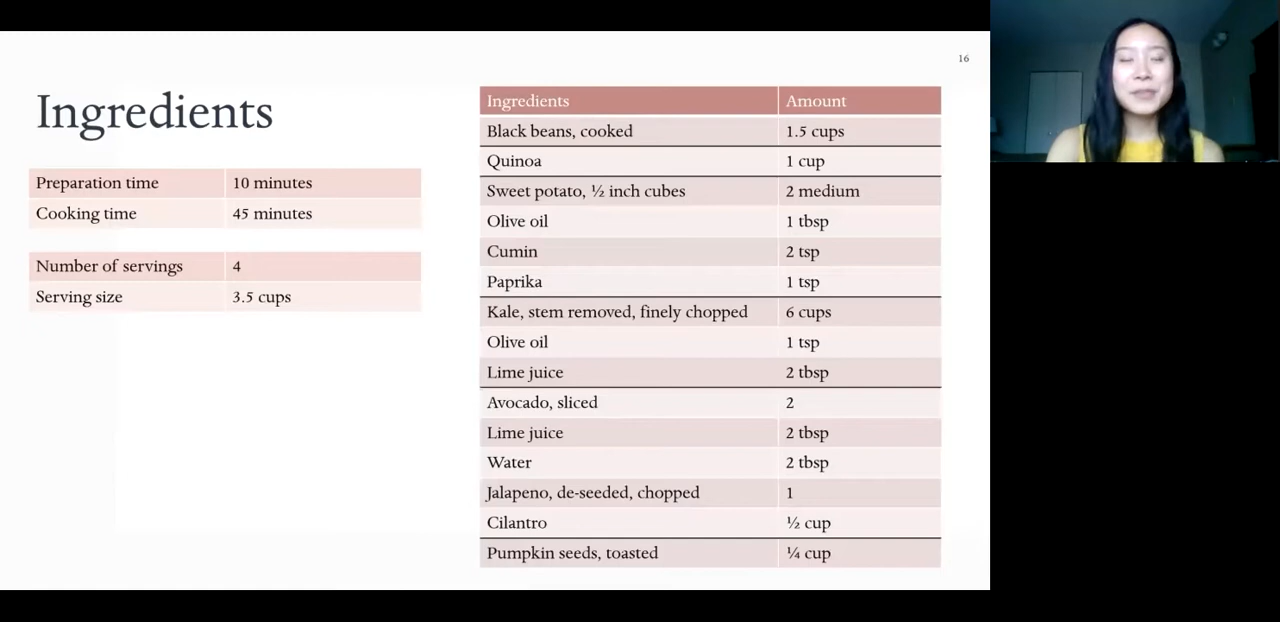 16
Ingredients
Preparation time 10 minutes
Cooking time 45 minutes
Number of servings 4
Serving size 3.5 cups
Ingredients Amount
Black beans, cooked 1.5 cups
Quinoa 1 cup
Sweet potato, ½ inch cubes 2 medium
Olive oil 1 tbsp
Cumin 2 tsp
Paprika 1 tsp
Kale, stem removed, finely chopped 6 cups
Olive oil 1 tsp
Lime juice 2 tbsp
Avocado, sliced 2
Lime juice 2 tbsp
Water 2 tbsp
Jalapeno, de-seeded, chopped 1
Cilantro ½ cup
Pumpkin seeds, toasted ¼ cup